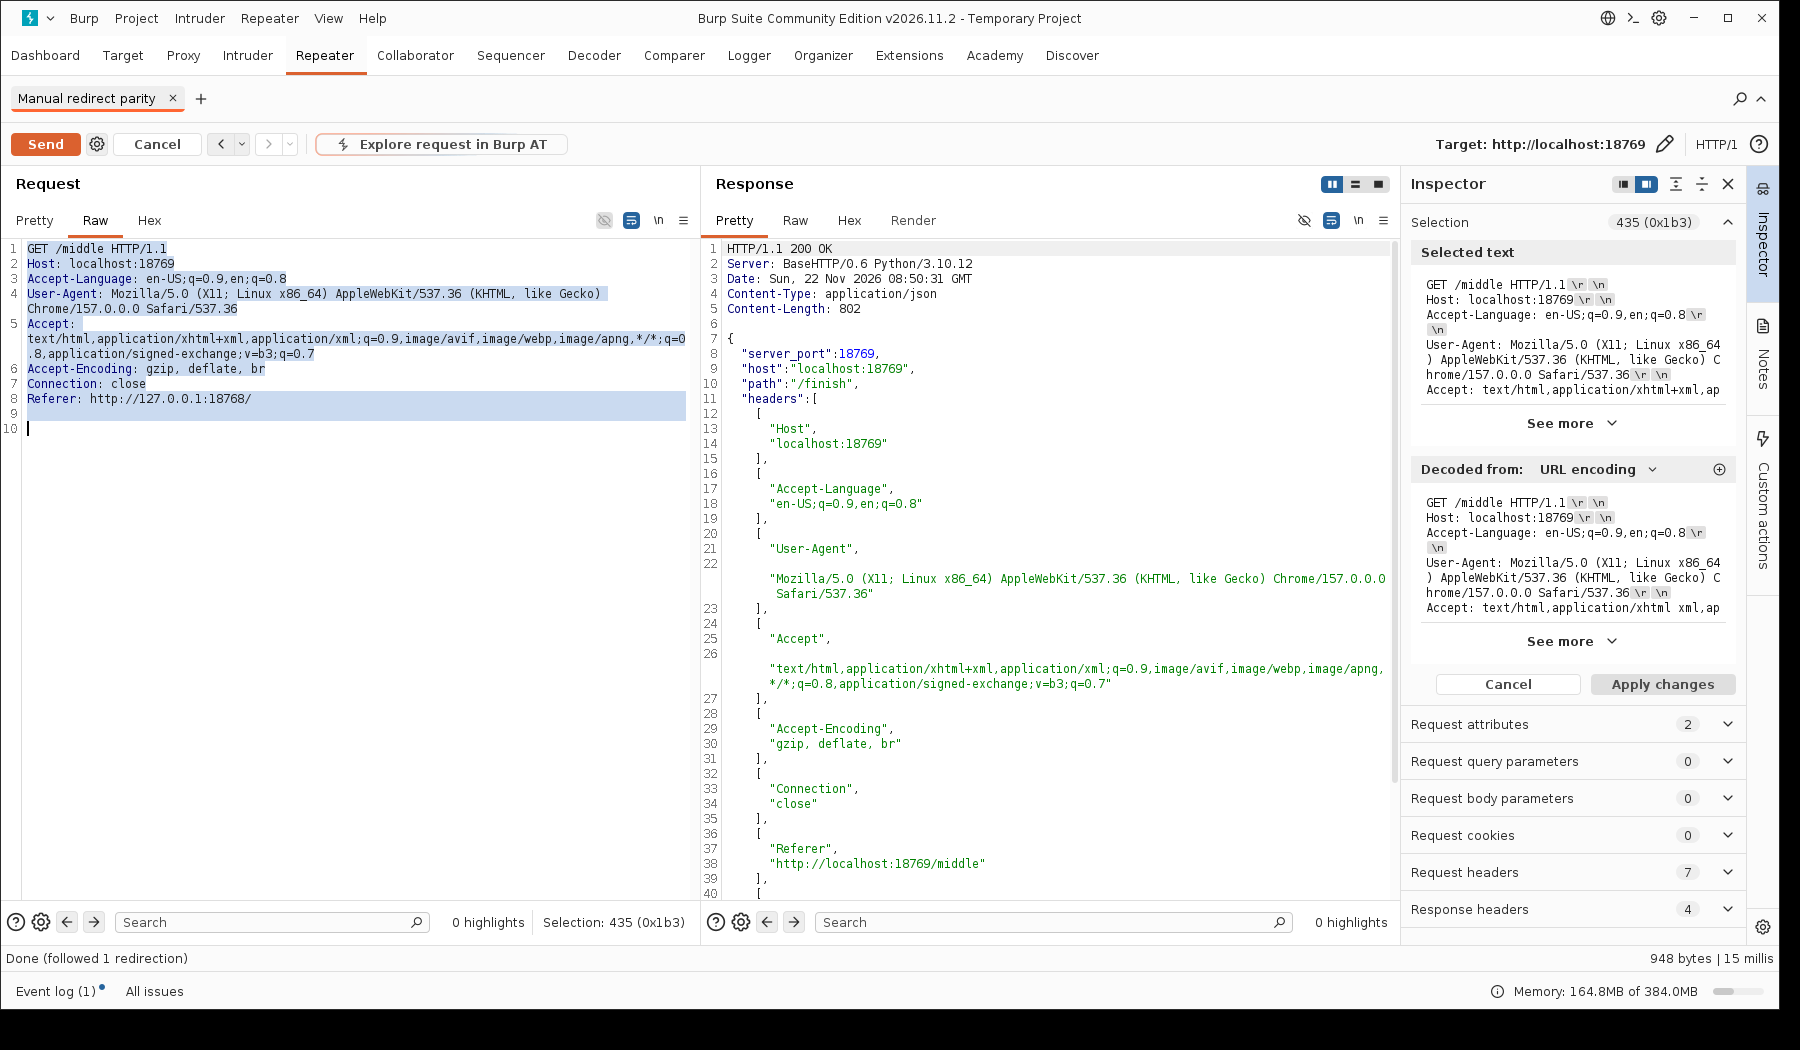 Burp Project Intruder Repeater View Help
Burp Suite Community Edition v2026.11.2 - Temporary Project
Dashboard Target Proxy Intruder Repeater Collaborator Sequencer Decoder Comparer Logger Organizer Extensions Academy Discover
Manual redirect parity
Send Cancel Explore request in Burp AT
Target: http://localhost:18769 HTTP/1
Request
Pretty Raw Hex \n
1 GET /middle HTTP/1.1
2 Host: localhost:18769
3 Accept-Language: en-US;q=0.9,en;q=0.8
4 User-Agent: Mozilla/5.0 (X11; Linux x86_64) AppleWebKit/537.36 (KHTML, like Gecko)
Chrome/157.0.0.0 Safari/537.36
5 Accept:
text/html,application/xhtml+xml,application/xml;q=0.9,image/avif,image/webp,image/apng,*/*;q=0
.8,application/signed-exchange;v=b3;q=0.7
6 Accept-Encoding: gzip, deflate, br
7 Connection: close
8 Referer: http://127.0.0.1:18768/
9
10
Search
0 highlights
Selection: 435 (0x1b3)
Response
Pretty Raw Hex Render \n
1 HTTP/1.1 200 OK
2 Server: BaseHTTP/0.6 Python/3.10.12
3 Date: Sun, 22 Nov 2026 08:50:31 GMT
4 Content-Type: application/json
5 Content-Length: 802
6
7 {
8 "server_port":18769,
9 "host":"localhost:18769",
10 "path":"/finish",
11 "headers":[
12 [
13 "Host",
14 "localhost:18769"
15 ],
16 [
17 "Accept-Language",
18 "en-US;q=0.9,en;q=0.8"
19 ],
20 [
21 "User-Agent",
22
"Mozilla/5.0 (X11; Linux x86_64) AppleWebKit/537.36 (KHTML, like Gecko) Chrome/157.0.0.0
Safari/537.36"
23 ],
24 [
25 "Accept",
26
"text/html,application/xhtml+xml,application/xml;q=0.9,image/avif,image/webp,image/apng,
*/*;q=0.8,application/signed-exchange;v=b3;q=0.7"
27 ],
28 [
29 "Accept-Encoding",
30 "gzip, deflate, br"
31 ],
32 [
33 "Connection",
34 "close"
35 ],
36 [
37 "Referer",
38 "http://localhost:18769/middle"
39 ],
40 [
Search
0 highlights
Inspector
Selection 435 (0x1b3)
Selected text
GET /middle HTTP/1.1 \r \n
Host: localhost:18769 \r \n
Accept-Language: en-US;q=0.9,en;q=0.8 \r
\n
User-Agent: Mozilla/5.0 (X11; Linux x86_64
) AppleWebKit/537.36 (KHTML, like Gecko) C
hrome/157.0.0.0 Safari/537.36 \r \n
Accept: text/html,application/xhtml+xml,ap
See more
Decoded from: URL encoding
GET /middle HTTP/1.1 \r \n
Host: localhost:18769 \r \n
Accept-Language: en-US;q=0.9,en;q=0.8 \r
\n
User-Agent: Mozilla/5.0 (X11; Linux x86_64
) AppleWebKit/537.36 (KHTML, like Gecko) C
hrome/157.0.0.0 Safari/537.36 \r \n
Accept: text/html,application/xhtml xml,ap
See more
Cancel Apply changes
Request attributes 2
Request query parameters 0
Request body parameters 0
Request cookies 0
Request headers 7
Response headers 4
Inspector
Notes
Custom actions
Done (followed 1 redirection)
948 bytes | 15 millis
Event log (1) All issues
Memory: 164.8MB of 384.0MB